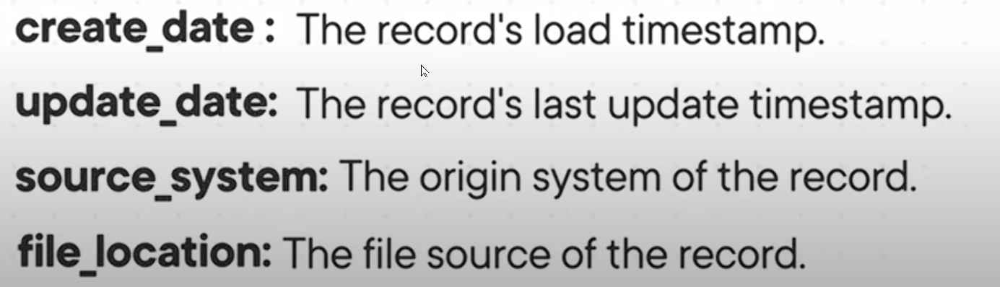 create_date : The record's load timestamp.
update_date: The record's last update timestamp.
source_system: The origin system of the record.
file_location: The file source of the record.